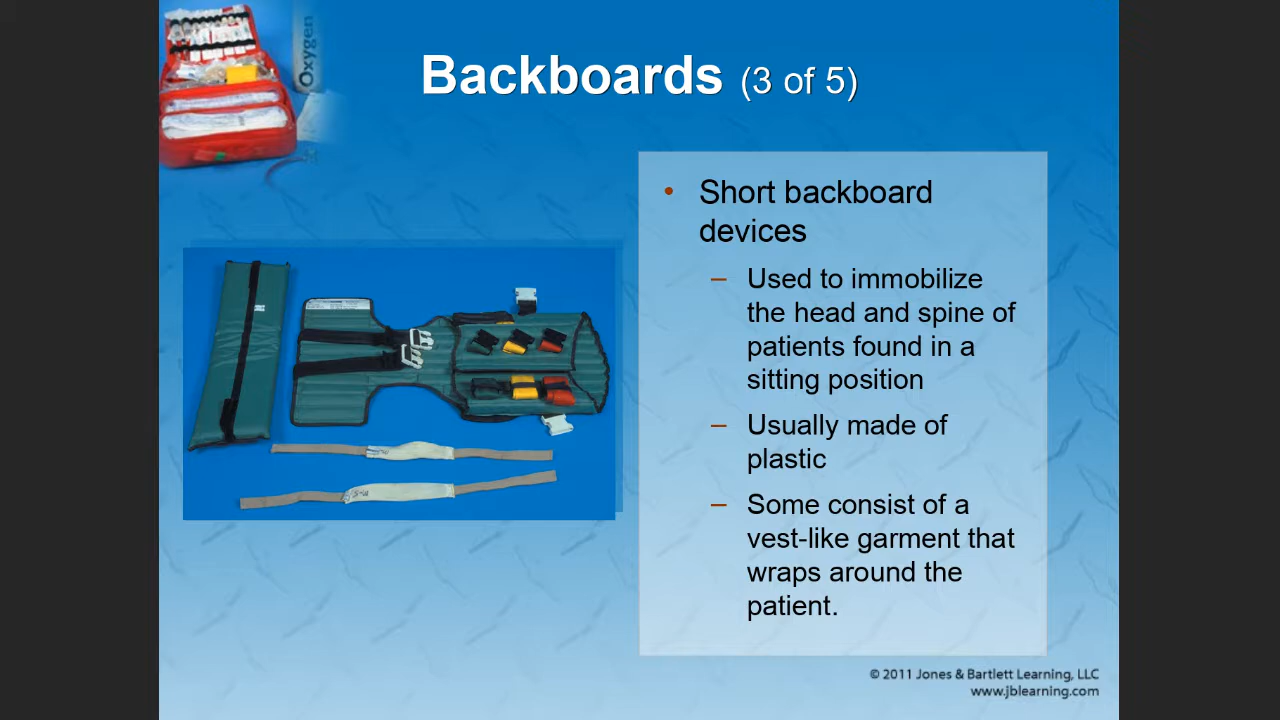 Oxygen
Backboards (3 of 5)
• Short backboard
devices
– Used to immobilize
the head and spine of
patients found in a
sitting position
– Usually made of
plastic
– Some consist of a
vest-like garment that
wraps around the
patient.
© 2011 Jones & Bartlett Learning, LLC
www.jblearning.com